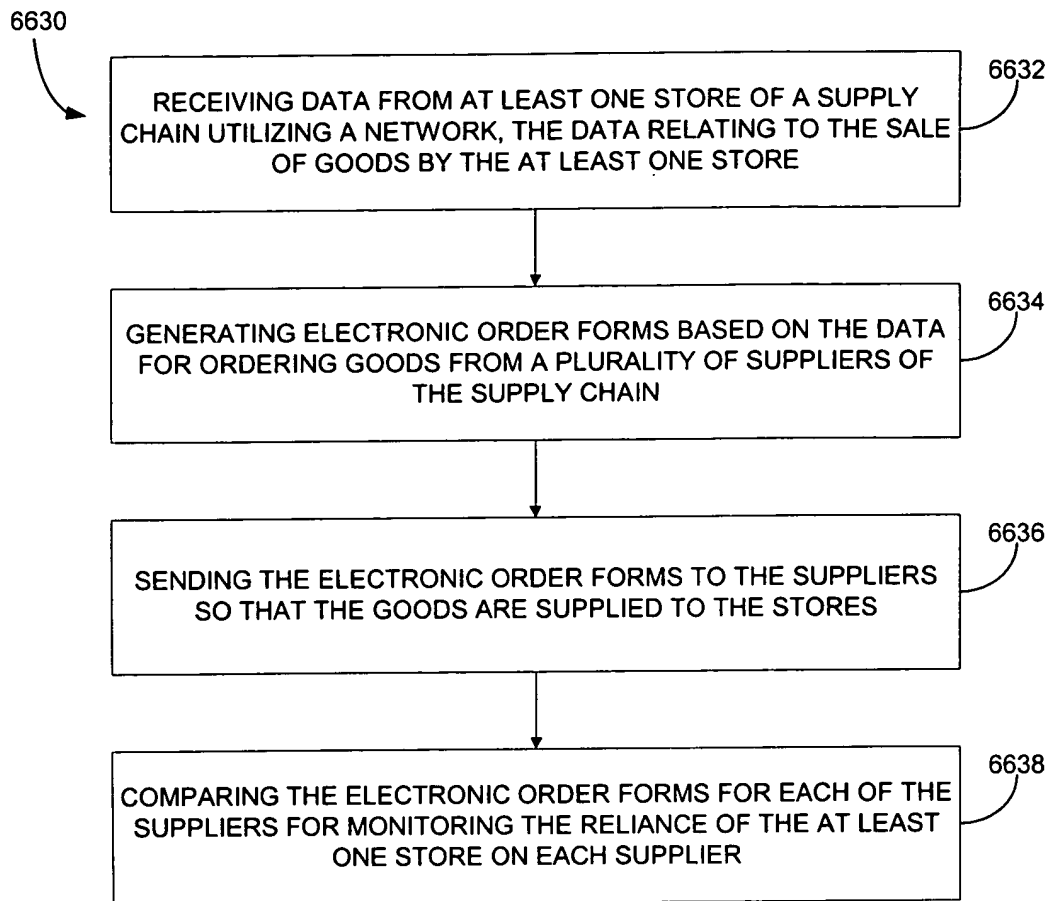 6630
6632
RECEIVING DATA FROM AT LEAST ONE STORE OF A SUPPLY
CHAIN UTILIZING A NETWORK, THE DATA RELATING TO THE SALE
OF GOODS BY THE AT LEAST ONE STORE
6634
GENERATING ELECTRONIC ORDER FORMS BASED ON THE DATA
FOR ORDERING GOODS FROM A PLURALITY OF SUPPLIERS OF
THE SUPPLY CHAIN
6636
SENDING THE ELECTRONIC ORDER FORMS TO THE SUPPLIERS
SO THAT THE GOODS ARE SUPPLIED TO THE STORES
6638
COMPARING THE ELECTRONIC ORDER FORMS FOR EACH OF THE
SUPPLIERS FOR MONITORING THE RELIANCE OF THE AT LEAST
ONE STORE ON EACH SUPPLIER